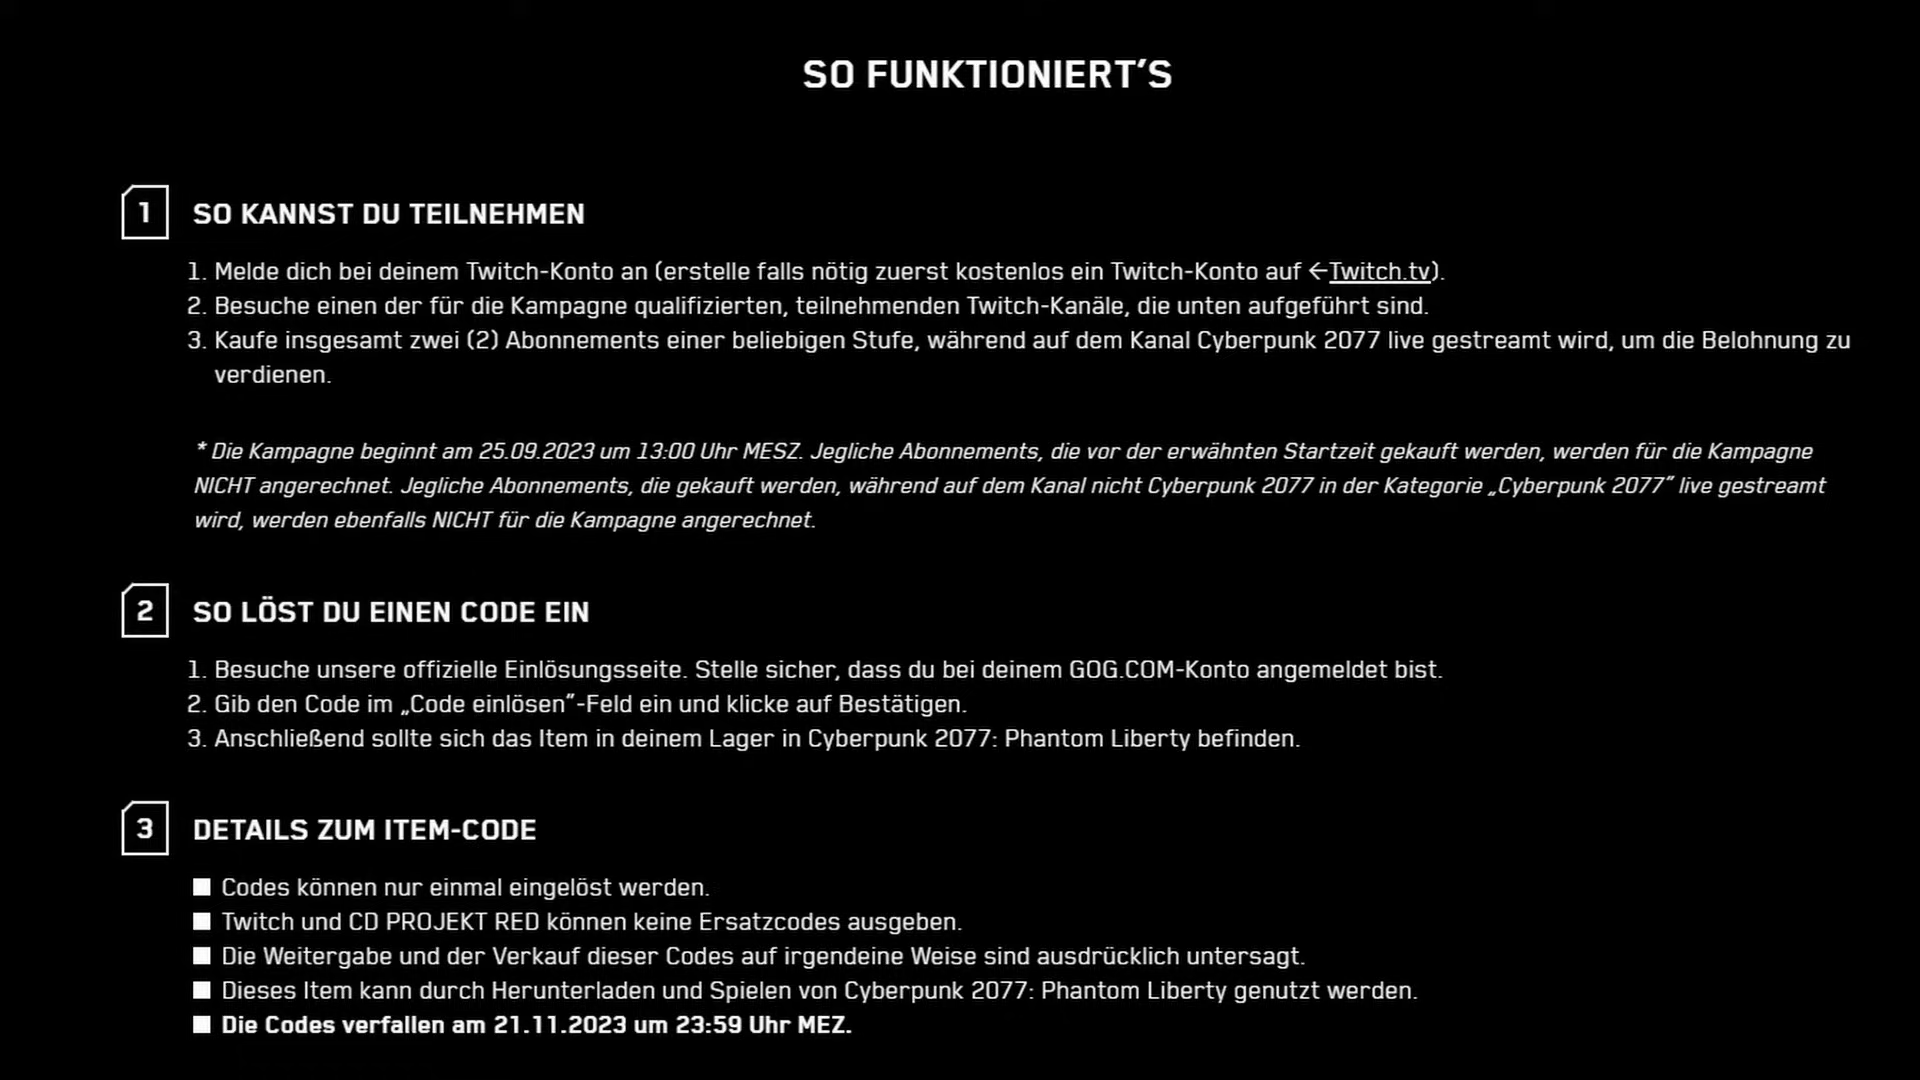 SO FUNKTIONIERT’S
1 SO KANNST DU TEILNEHMEN
1. Melde dich bei deinem Twitch-Konto an (erstelle falls nötig zuerst kostenlos ein Twitch-Konto auf ←Twitch.tv).
2. Besuche einen der für die Kampagne qualifizierten, teilnehmenden Twitch-Kanäle, die unten aufgeführt sind.
3. Kaufe insgesamt zwei (2) Abonnements einer beliebigen Stufe, während auf dem Kanal Cyberpunk 2077 live gestreamt wird, um die Belohnung zu
verdienen.
* Die Kampagne beginnt am 25.09.2023 um 13:00 Uhr MESZ. Jegliche Abonnements, die vor der erwähnten Startzeit gekauft werden, werden für die Kampagne
NICHT angerechnet. Jegliche Abonnements, die gekauft werden, während auf dem Kanal nicht Cyberpunk 2077 in der Kategorie „Cyberpunk 2077” live gestreamt
wird, werden ebenfalls NICHT für die Kampagne angerechnet.
2 SO LÖST DU EINEN CODE EIN
1. Besuche unsere offizielle Einlösungsseite. Stelle sicher, dass du bei deinem GOG.COM-Konto angemeldet bist.
2. Gib den Code im „Code einlösen”-Feld ein und klicke auf Bestätigen.
3. Anschließend sollte sich das Item in deinem Lager in Cyberpunk 2077: Phantom Liberty befinden.
3 DETAILS ZUM ITEM-CODE
■ Codes können nur einmal eingelöst werden.
■ Twitch und CD PROJEKT RED können keine Ersatzcodes ausgeben.
■ Die Weitergabe und der Verkauf dieser Codes auf irgendeine Weise sind ausdrücklich untersagt.
■ Dieses Item kann durch Herunterladen und Spielen von Cyberpunk 2077: Phantom Liberty genutzt werden.
■ Die Codes verfallen am 21.11.2023 um 23:59 Uhr MEZ.